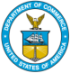 DEPARTMENT OF COMMERCE
UNITED STATES OF AMERICA